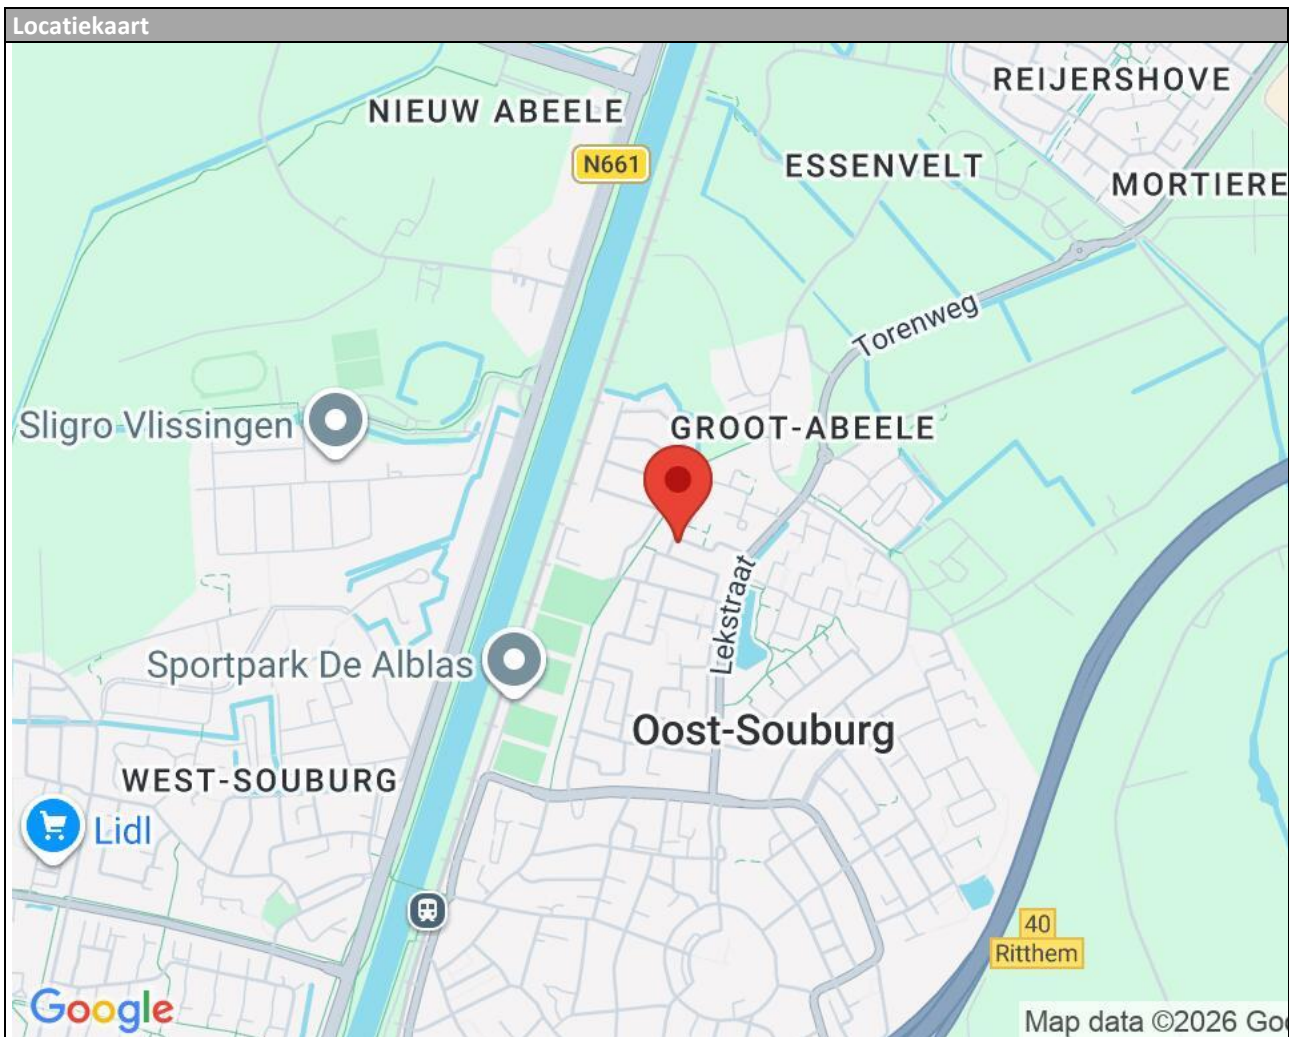 Locatiekaart
REIJERSHOVE
NIEUW ABEELE
N661
ESSENVELT
MORTIERE
Torenweg
Sligro Vlissingen
GROOT-ABEELE
Lekstraat
Sportpark De Alblas
Oost-Souburg
WEST-SOUBURG
Lidl
40
Ritthem
Google
Map data ©2026 Goo